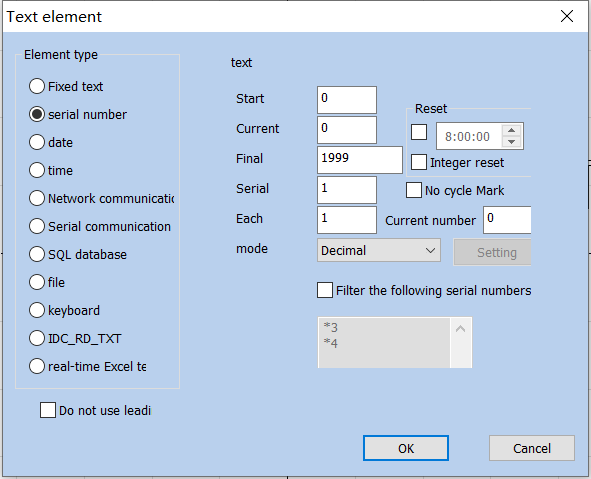 Text element
Element type
Fixed text
serial number
date
time
Network communicatio
Serial communication
SQL database
file
keyboard
IDC_RD_TXT
real-time Excel te
Do not use leadi
text
Start 0
Current 0
Final 1999
Serial 1
Each 1
mode Decimal
Reset
8:00:00
Integer reset
No cycle Mark
Current number 0
Setting
Filter the following serial numbers
*3
*4
OK
Cancel